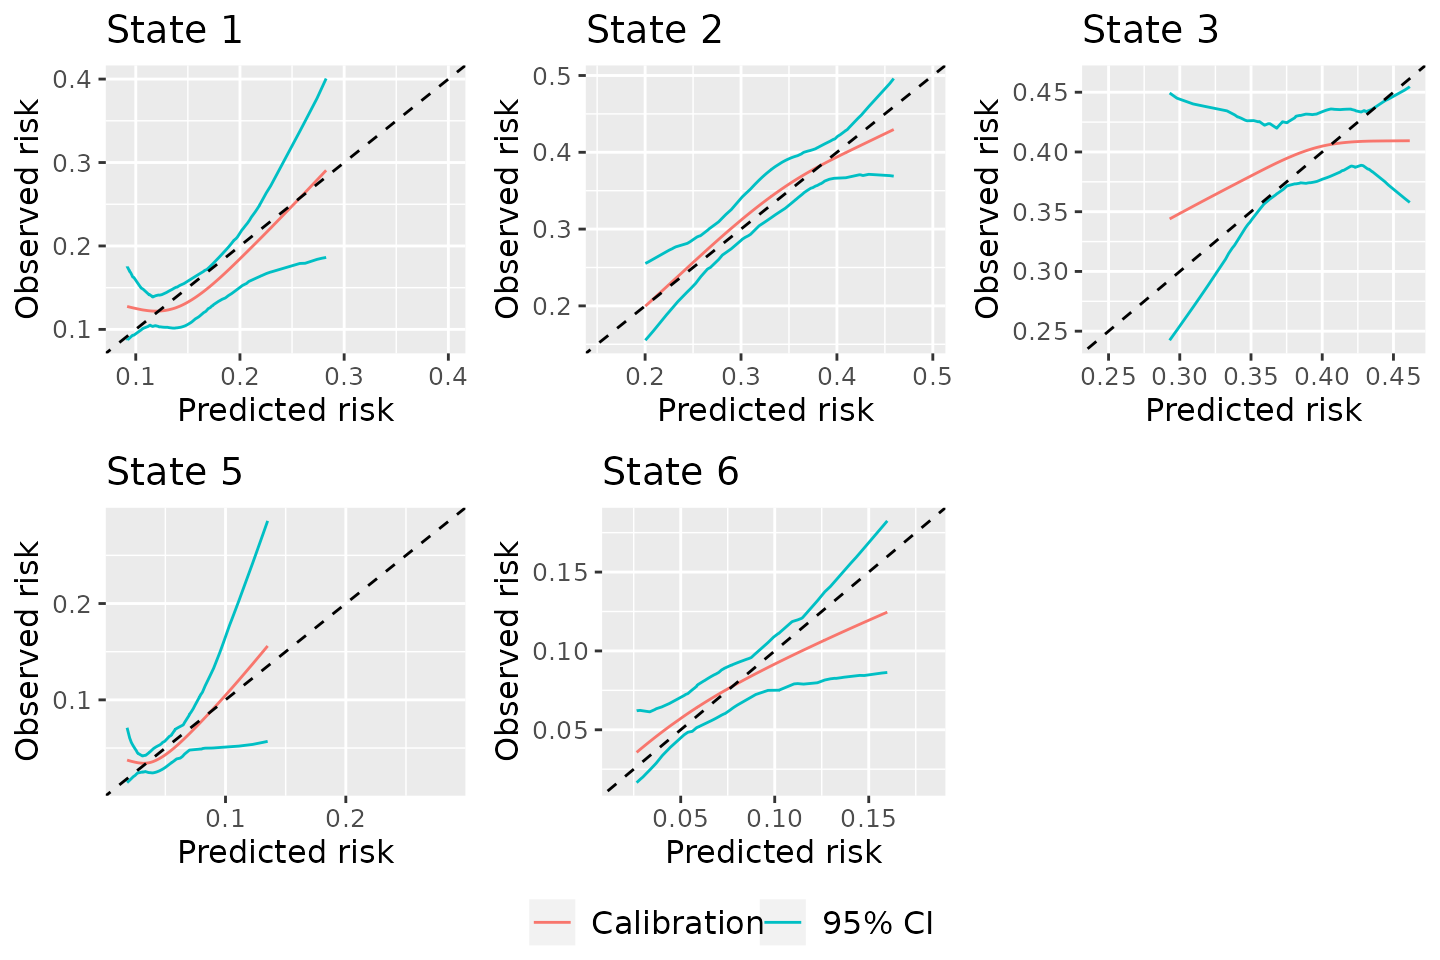 State 1
State 2
State 3
Observed risk
0.4
0.3
0.2
0.1
0.1 0.2 0.3 0.4
Predicted risk
Observed risk
0.5
0.4
0.3
0.2
0.2 0.3 0.4 0.5
Predicted risk
Observed risk
0.45
0.40
0.35
0.30
0.25
0.25 0.30 0.35 0.40 0.45
Predicted risk
State 5
State 6
Observed risk
0.2
0.1
0.1 0.2
Predicted risk
Observed risk
0.15
0.10
0.05
0.05 0.10 0.15
Predicted risk
Calibration 95% CI